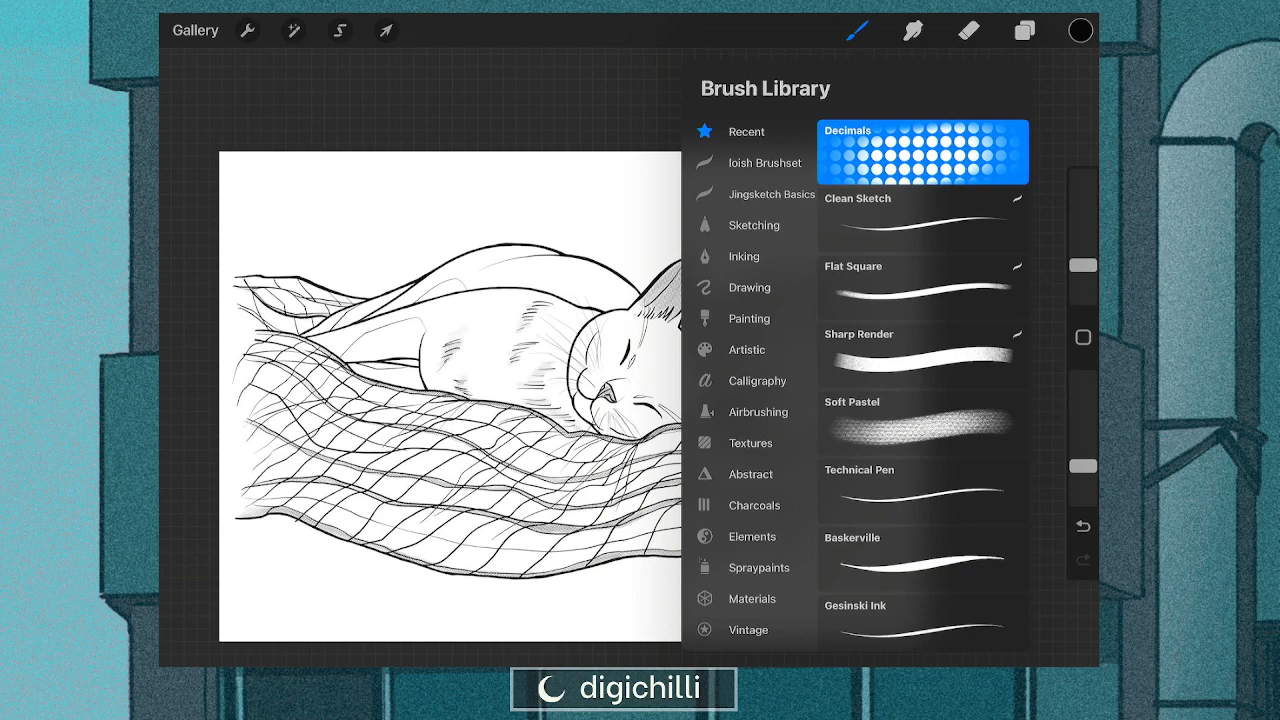 Gallery
Brush Library
Recent
loish Brushset
Jingsketch Basics
Sketching
Inking
Drawing
Painting
Artistic
Calligraphy
Airbrushing
Textures
Abstract
Charcoals
Elements
Spraypaints
Materials
Vintage
Decimals
Clean Sketch
Flat Square
Sharp Render
Soft Pastel
Technical Pen
Baskerville
Gesinski Ink
digichilli